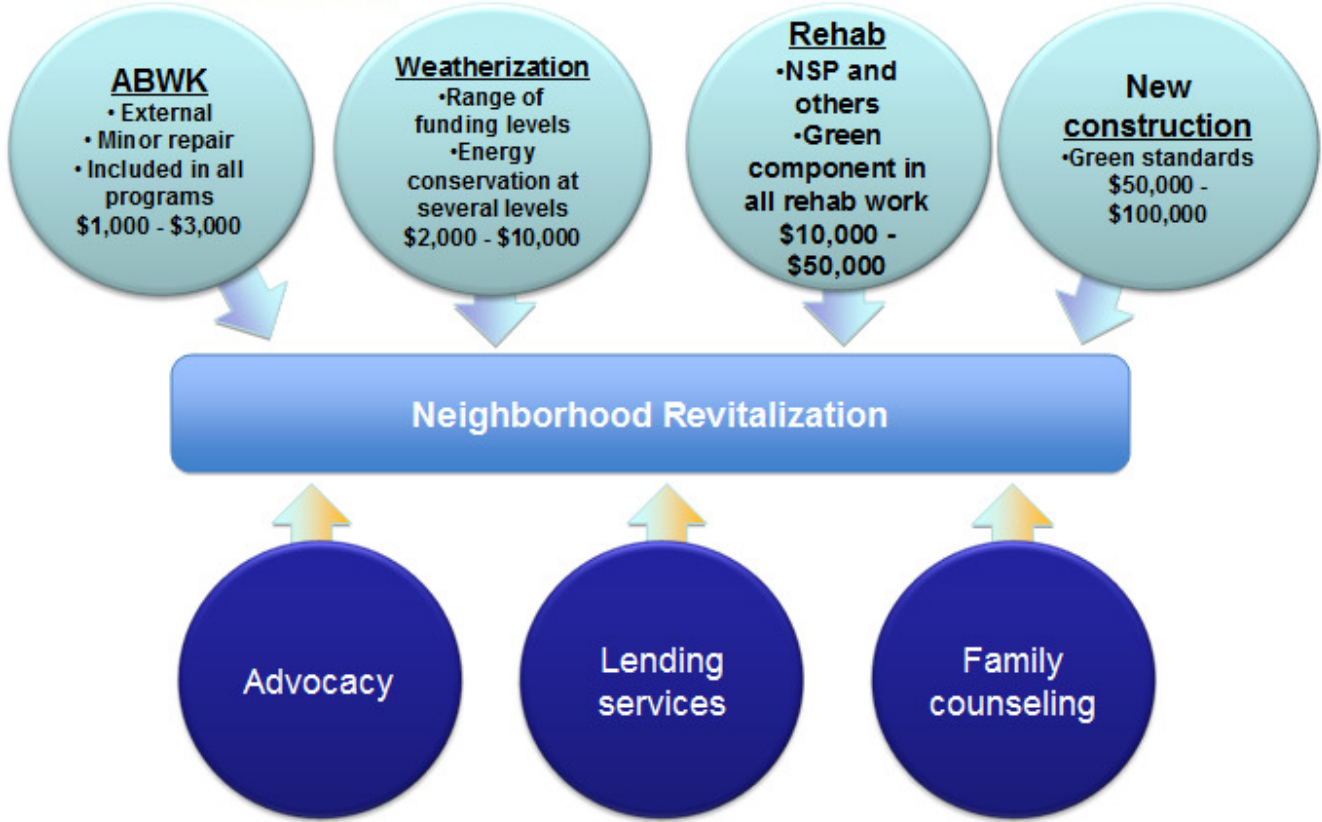 ABWK
• External
• Minor repair
• Included in all
programs
$1,000 - $3,000
Weatherization
•Range of
funding levels
•Energy
conservation at
several levels
$2,000 - $10,000
Rehab
•NSP and
others
•Green
component in
all rehab work
$10,000 -
$50,000
New
construction
•Green standards
$50,000 -
$100,000
Neighborhood Revitalization
Advocacy
Lending
services
Family
counseling